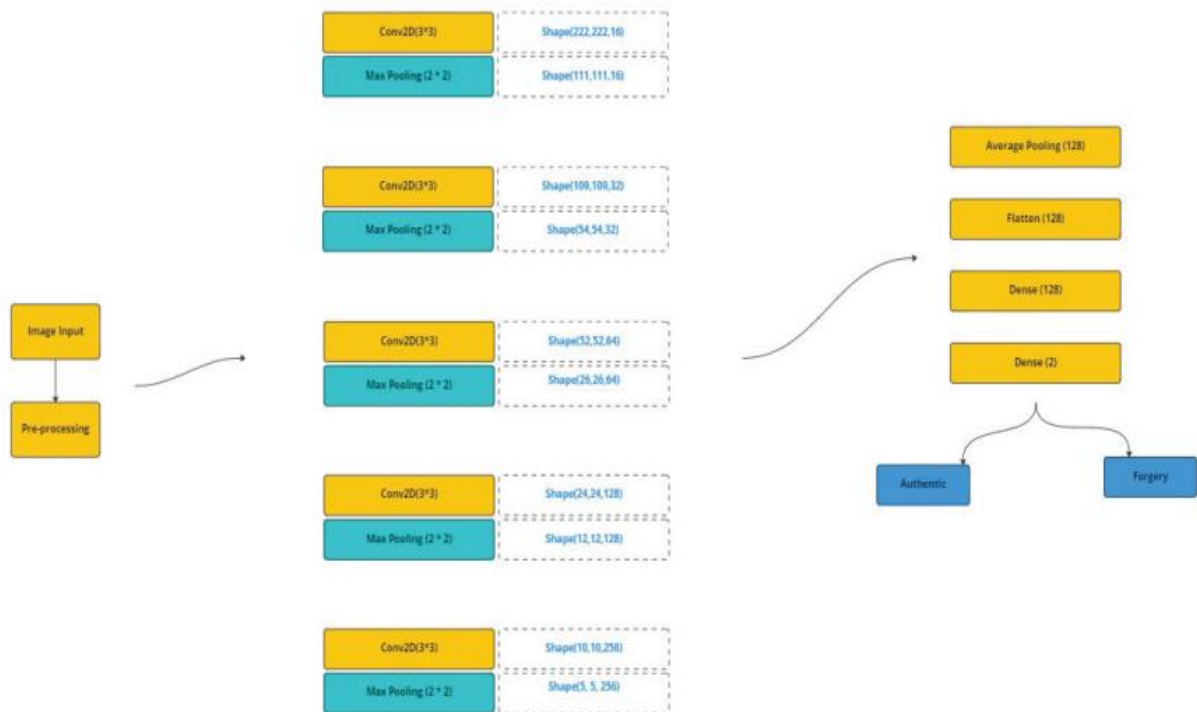 Image Input
Pre-processing
Conv2D(3*3)
Shape(222,222,16)
Max Pooling (2 * 2)
Shape(111,111,16)
Conv2D(3*3)
Shape(109,109,32)
Max Pooling (2 * 2)
Shape(54,54,32)
Conv2D(3*3)
Shape(52,52,64)
Max Pooling (2 * 2)
Shape(26,26,64)
Conv2D(3*3)
Shape(24,24,128)
Max Pooling (2 * 2)
Shape(12,12,128)
Conv2D(3*3)
Shape(10,10,256)
Max Pooling (2 * 2)
Shape(5, 5, 256)
Average Pooling (128)
Flatten (128)
Dense (128)
Dense (2)
Authentic
Forgery